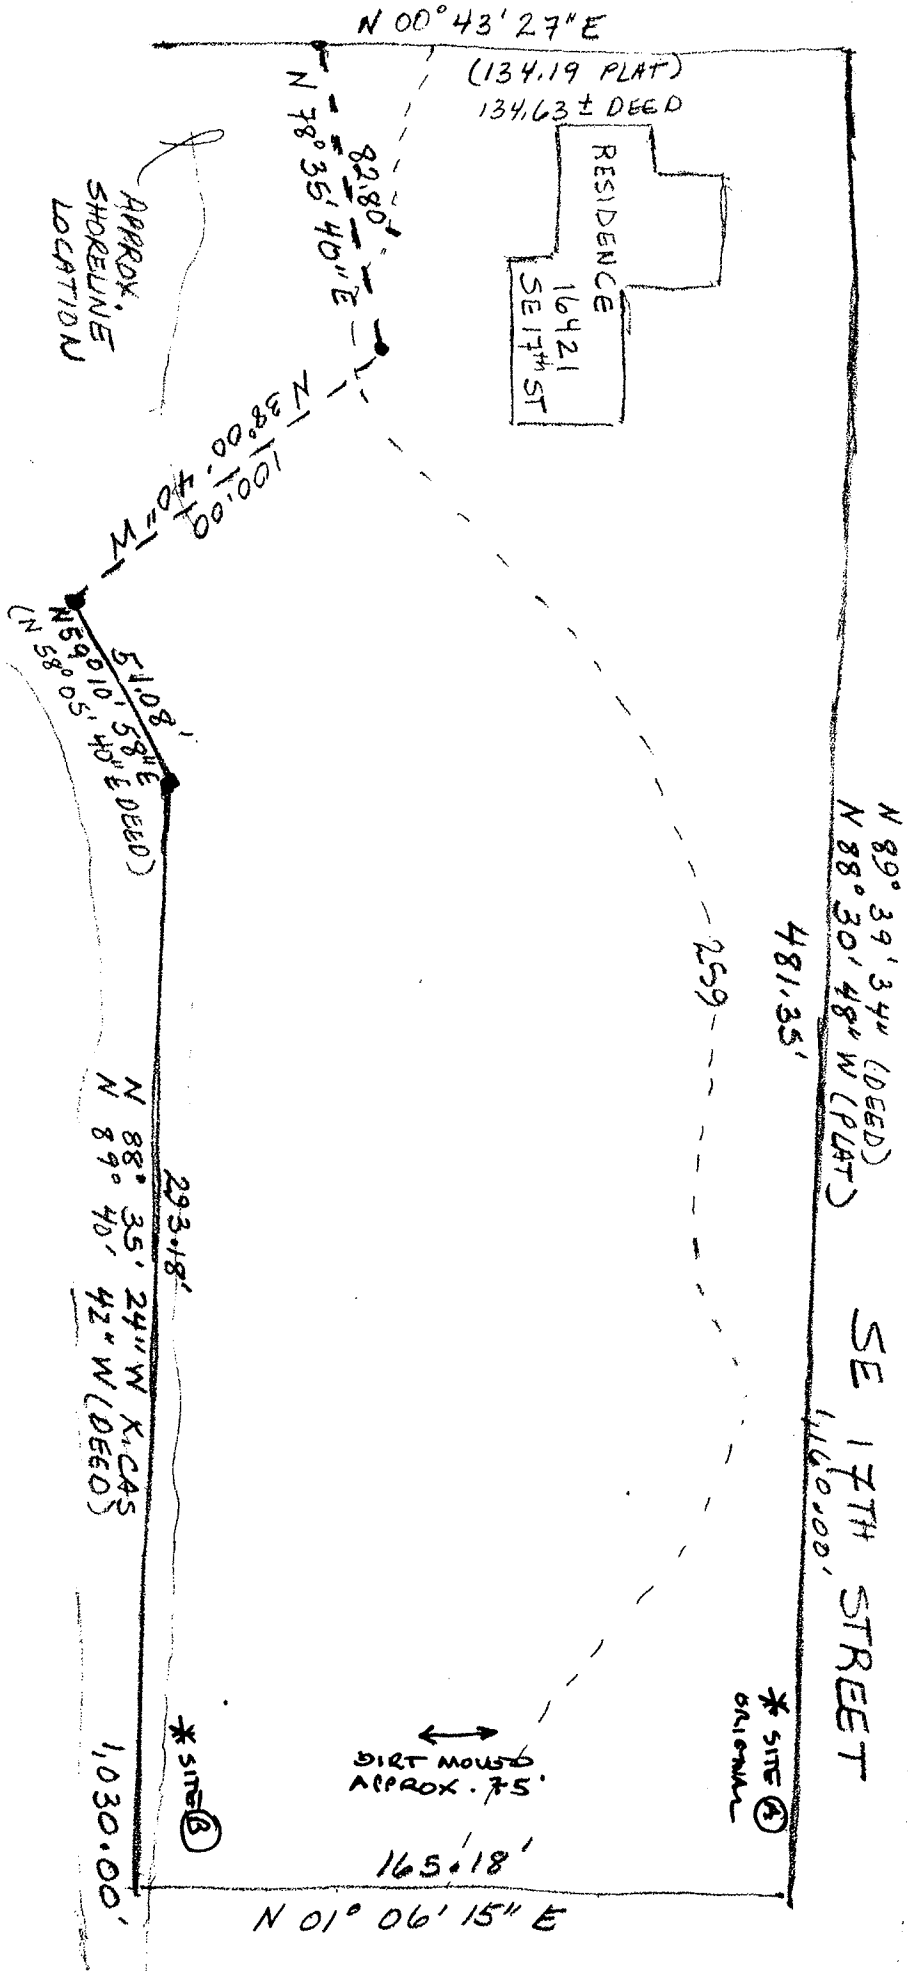 N 00° 43' 27" E
(134.19 PLAT)
134.63 ± DEED
N 78° 35' 40" E
82.80'
RESIDENCE
16421
SE 17th ST
APPROX.
SHORELINE
LOCATION
N 38° 00' 40" W
100.00
51.08'
N 59° 10' 58" E
(N 58° 05' 40" E DEED)
N 89° 39' 34" (DEED)
N 88° 30' 48" W (PLAT)
481.35'
259
SE 17TH STREET
1,160.00'
293.18'
N 88° 35' 24" W X.CAS
N 89° 40' 42" W (DEED)
* SITE (A)
ORIGINAL
* SITE (B)
DIRT MOVED
APPROX. 75'
1,030.00'
165.18'
N 01° 06' 15" E